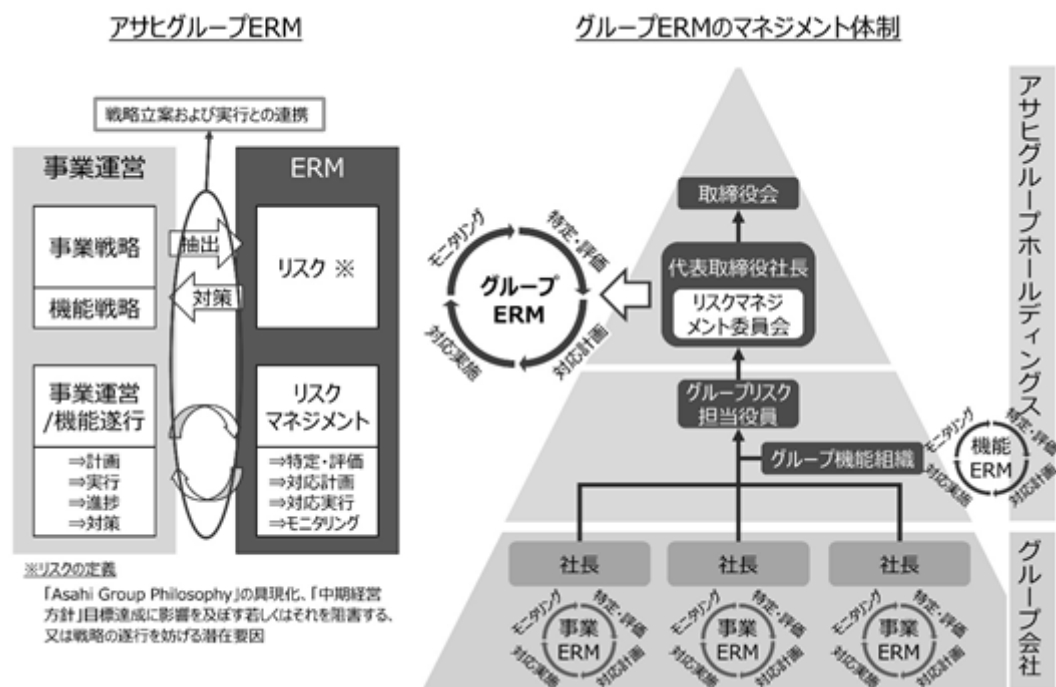 アサヒグループERM
戦略立案および実行との連携
事業運営
ERM
事業戦略
機能戦略
抽出
対策
リスク ※
事業運営
/機能遂行
⇒計画
⇒実行
⇒進捗
⇒対策
リスク
マネジメント
⇒特定・評価
⇒対応計画
⇒対応実行
⇒モニタリング
※リスクの定義
「Asahi Group Philosophy」の具現化、「中期経営
方針」目標達成に影響を及ぼす若しくはそれを阻害する、
又は戦略の遂行を妨げる潜在要因
グループERMのマネジメント体制
取締役会
代表取締役社長
リスクマネジ
メント委員会
モニタリング
特定・評価
グループ
ERM
対応実施
対応計画
グループリスク
担当役員
グループ機能組織
モニタリング
特定・評価
機能
ERM
対応実施
対応計画
アサヒグループホールディングス
社長
社長
社長
モニタリング
特定・評価
事業
ERM
対応実施
対応計画
モニタリング
特定・評価
事業
ERM
対応実施
対応計画
モニタリング
特定・評価
事業
ERM
対応実施
対応計画
グループ会社